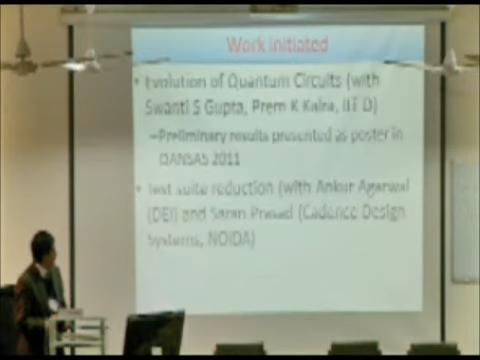 Work initiated
• Evolution of Quantum Circuits (with
Swanti S Gupta, Prem K Kalra, IIT D)
–Preliminary results presented as poster in
QANSAS 2011
• Test suite reduction (with Ankur Agarwal
(DEI) and Saran Prasad (Cadence Design
Systems, NOIDA)